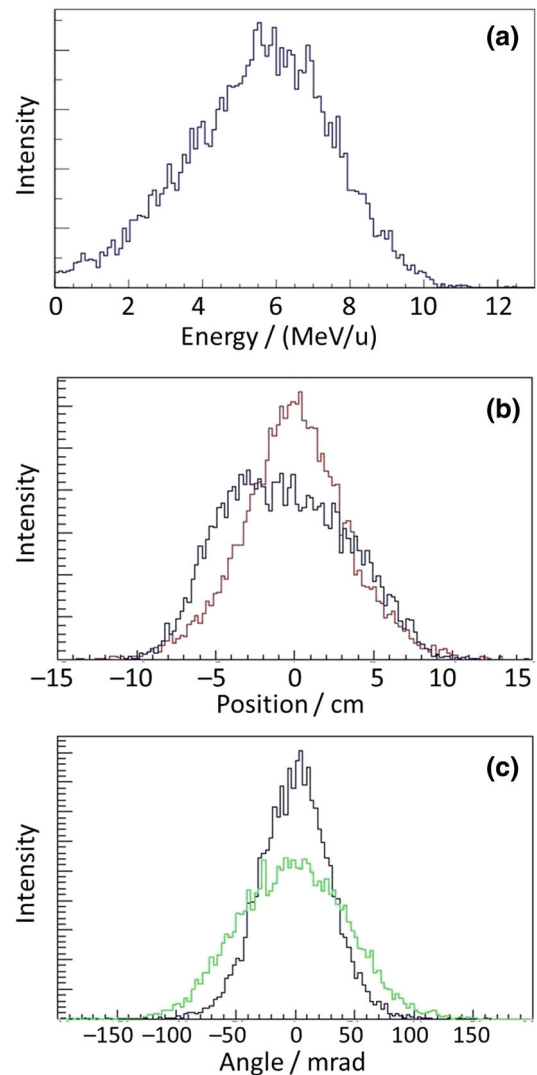 (a)
Intensity
0 2 4 6 8 10 12
Energy / (MeV/u)
(b)
Intensity
−15 −10 −5 0 5 10 15
Position / cm
(c)
Intensity
−150 −100 −50 0 50 100 150
Angle / mrad